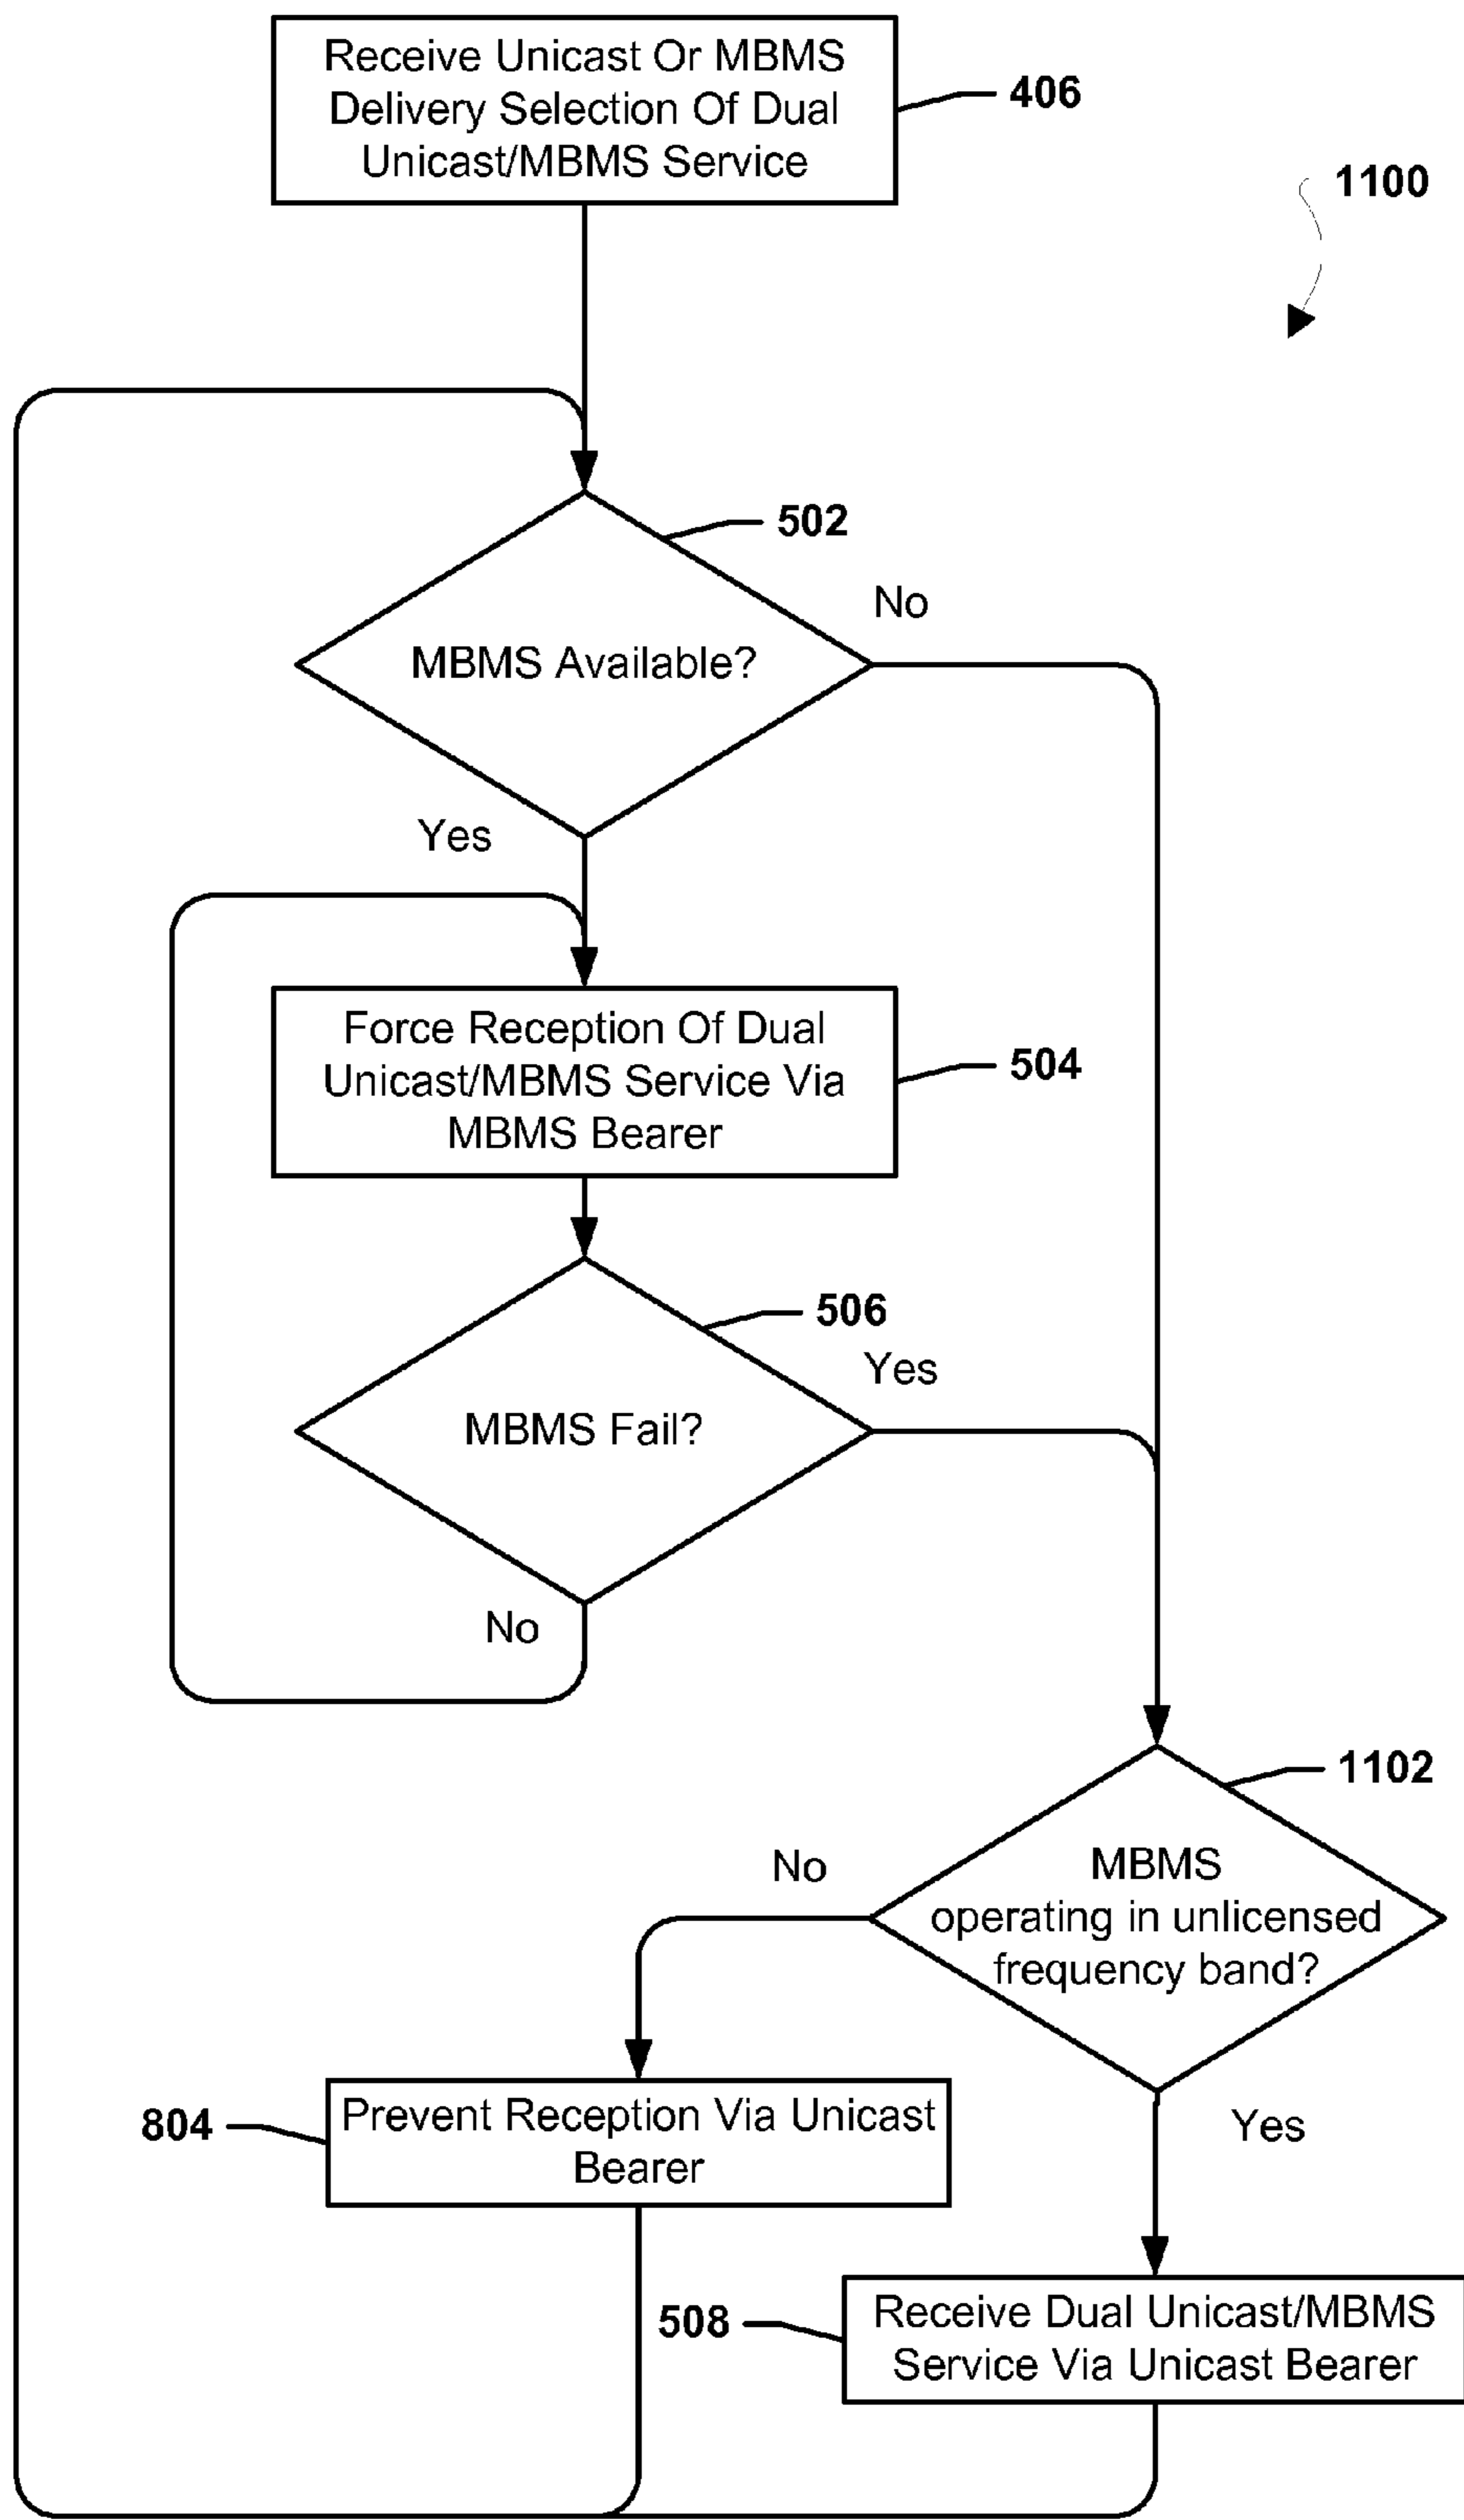 Receive Unicast Or MBMS
Delivery Selection Of Dual
Unicast/MBMS Service
406
1100
502
No
MBMS Available?
Yes
Force Reception Of Dual
Unicast/MBMS Service Via
MBMS Bearer
504
506
Yes
MBMS Fail?
No
1102
No
MBMS
operating in unlicensed
frequency band?
804
Prevent Reception Via Unicast
Bearer
Yes
508
Receive Dual Unicast/MBMS
Service Via Unicast Bearer